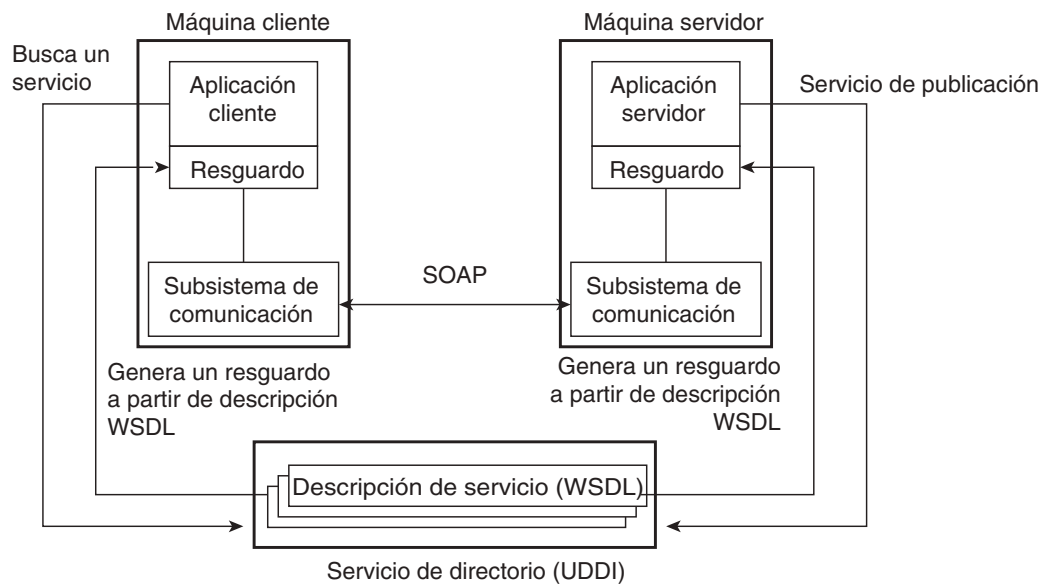 Máquina cliente
Máquina servidor
Busca un
servicio
Aplicación
cliente
Resguardo
Subsistema de
comunicación
SOAP
Aplicación
servidor
Resguardo
Subsistema de
comunicación
Servicio de publicación
Genera un resguardo
a partir de descripción
WSDL
Genera un resguardo
a partir de descripción
WSDL
Descripción de servicio (WSDL)
Servicio de directorio (UDDI)